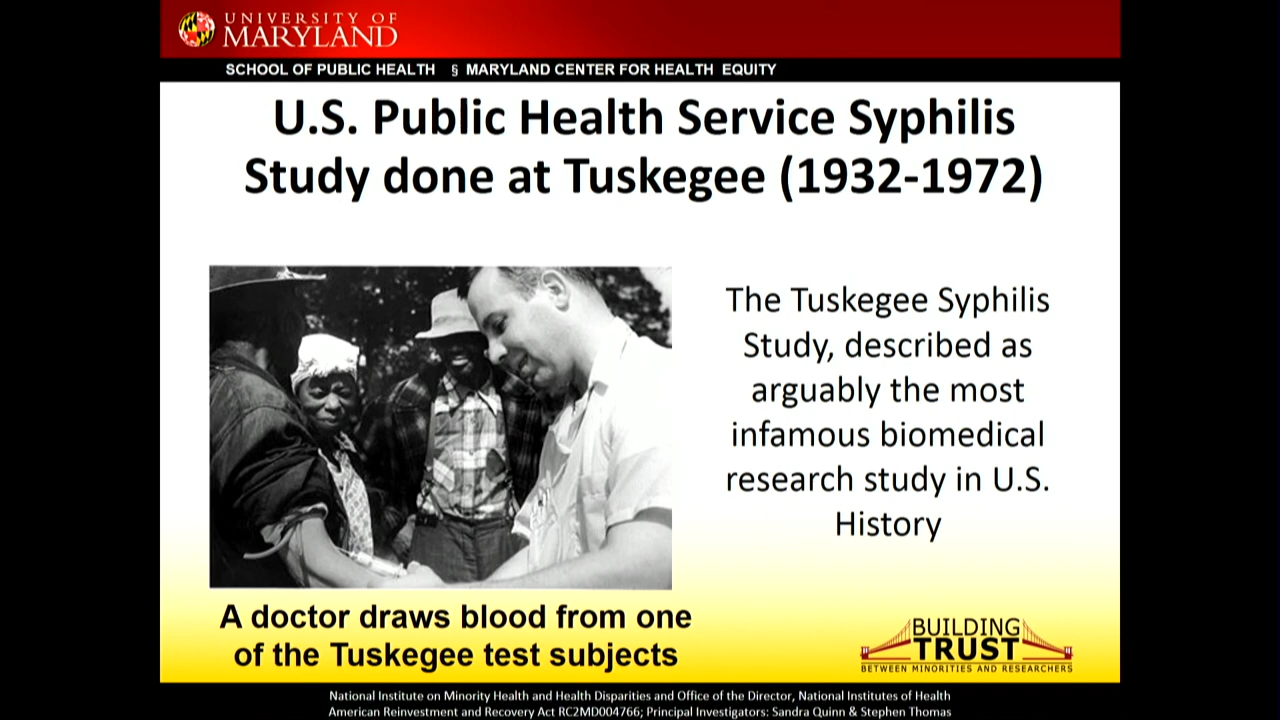 UNIVERSITY OF
MARYLAND
SCHOOL OF PUBLIC HEALTH § MARYLAND CENTER FOR HEALTH EQUITY
U.S. Public Health Service Syphilis
Study done at Tuskegee (1932-1972)
The Tuskegee Syphilis
Study, described as
arguably the most
infamous biomedical
research study in U.S.
History
A doctor draws blood from one
of the Tuskegee test subjects
BUILDING
TRUST
BETWEEN MINORITIES AND RESEARCHERS
National Institute on Minority Health and Health Disparities and Office of the Director, National Institutes of Health
American Reinvestment and Recovery Act RC2MD004766; Principal Investigators: Sandra Quinn & Stephen Thomas